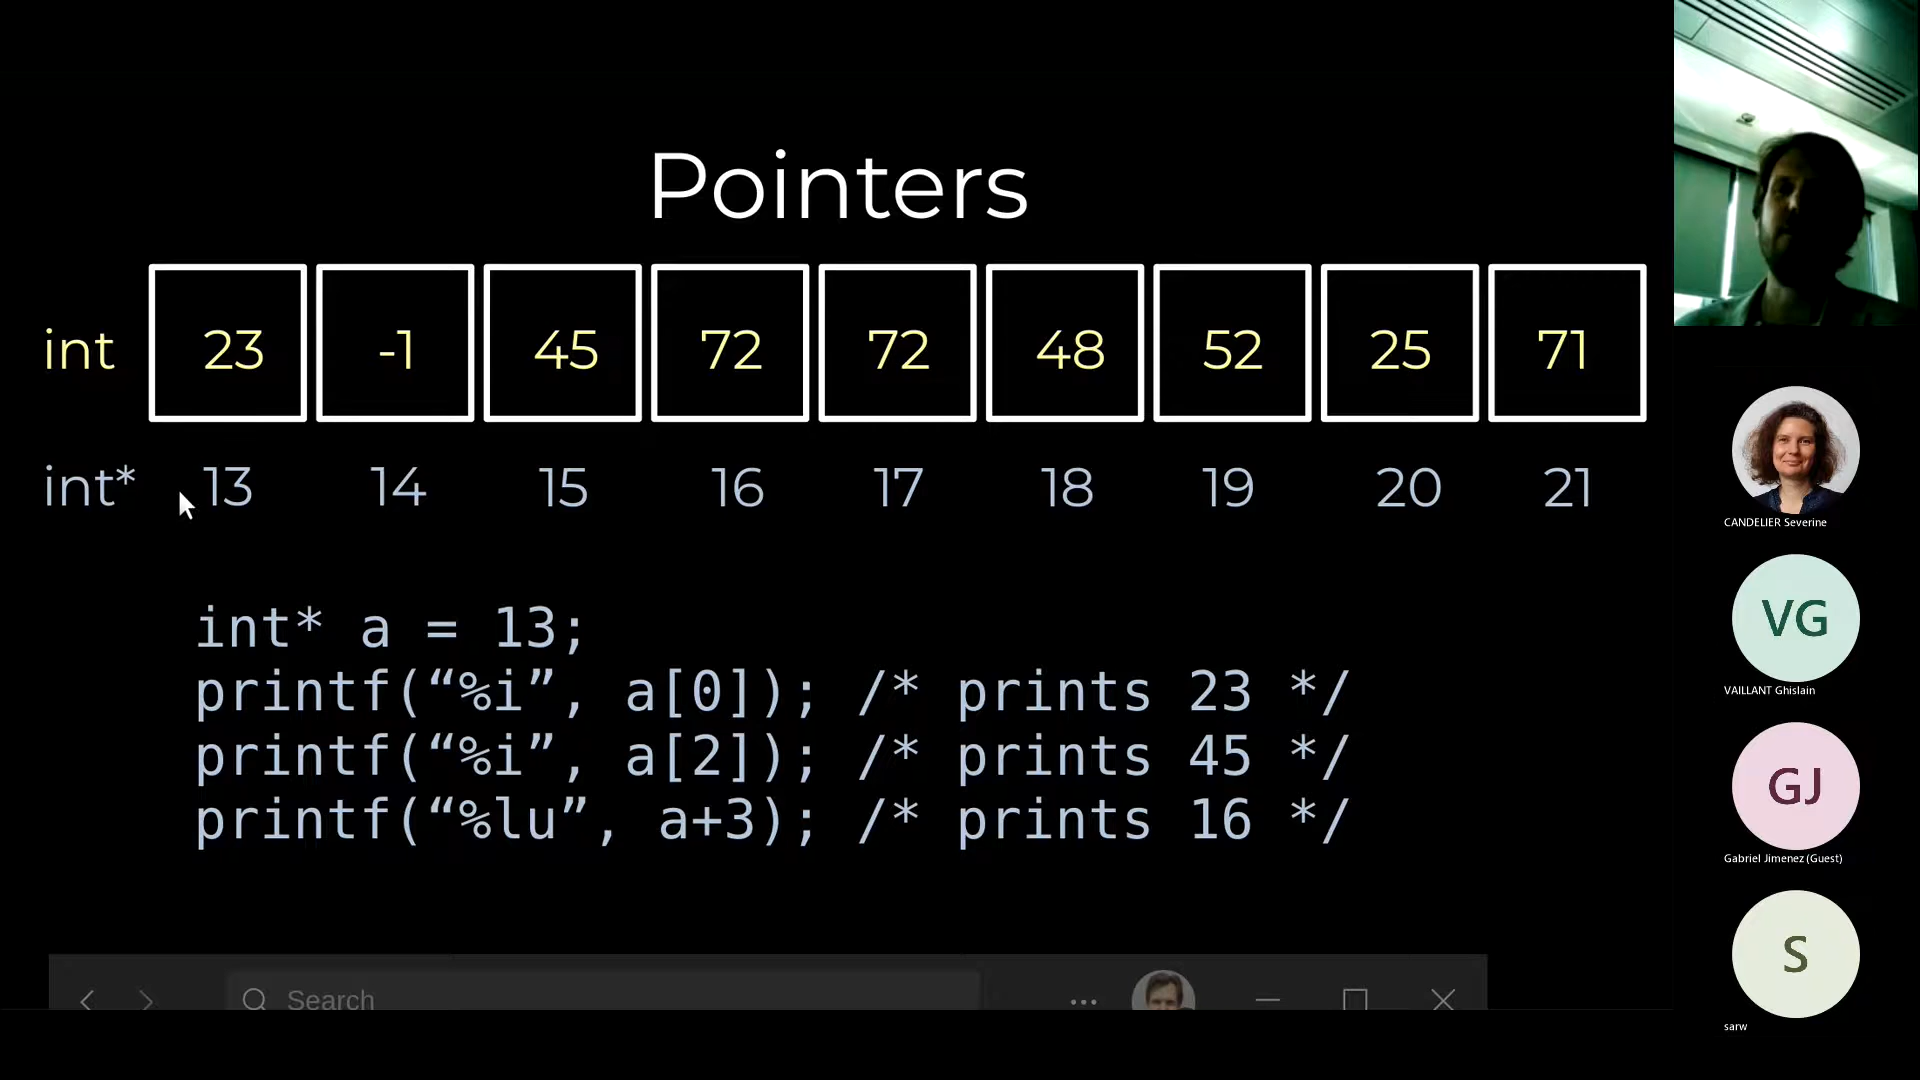 Pointers
int 23 -1 45 72 72 48 52 25 71
int* 13 14 15 16 17 18 19 20 21
int* a = 13;
printf(“%i”, a[0]); /* prints 23 */
printf(“%i”, a[2]); /* prints 45 */
printf(“%lu”, a+3); /* prints 16 */
Search
CANDELIER Severine
VG
VAILLANT Ghislain
GJ
Gabriel Jimenez (Guest)
S
sarw